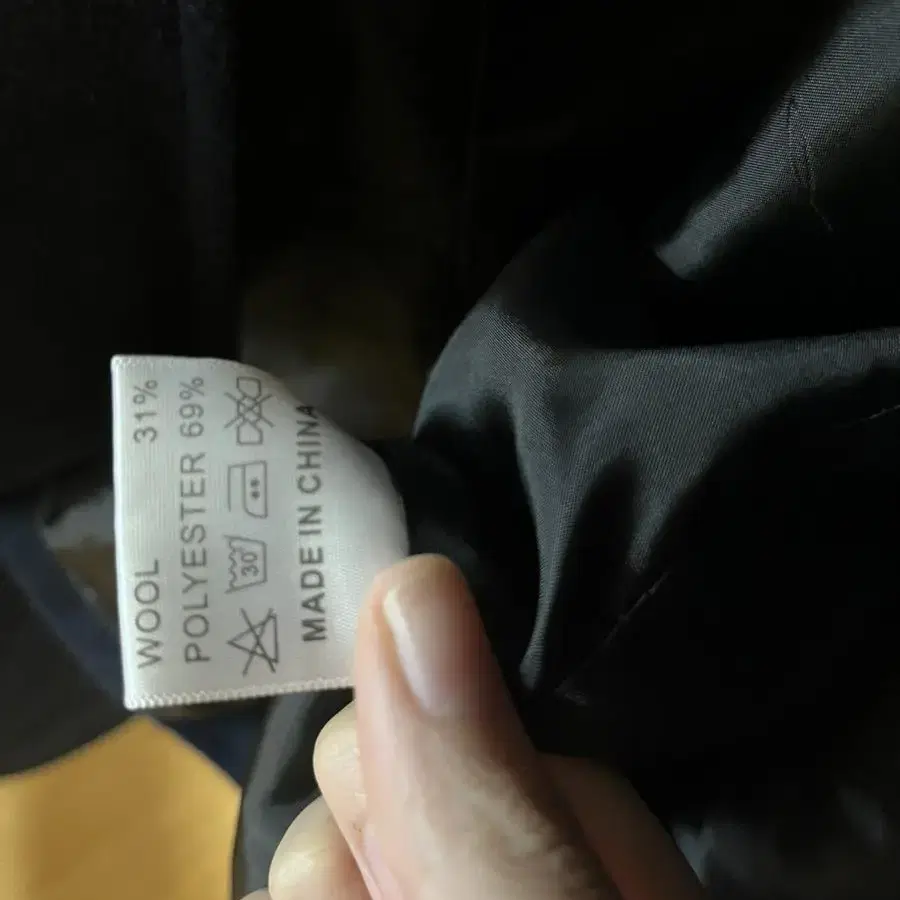 WOOL 31%
POLYESTER 69%
30°
MADE IN CHINA